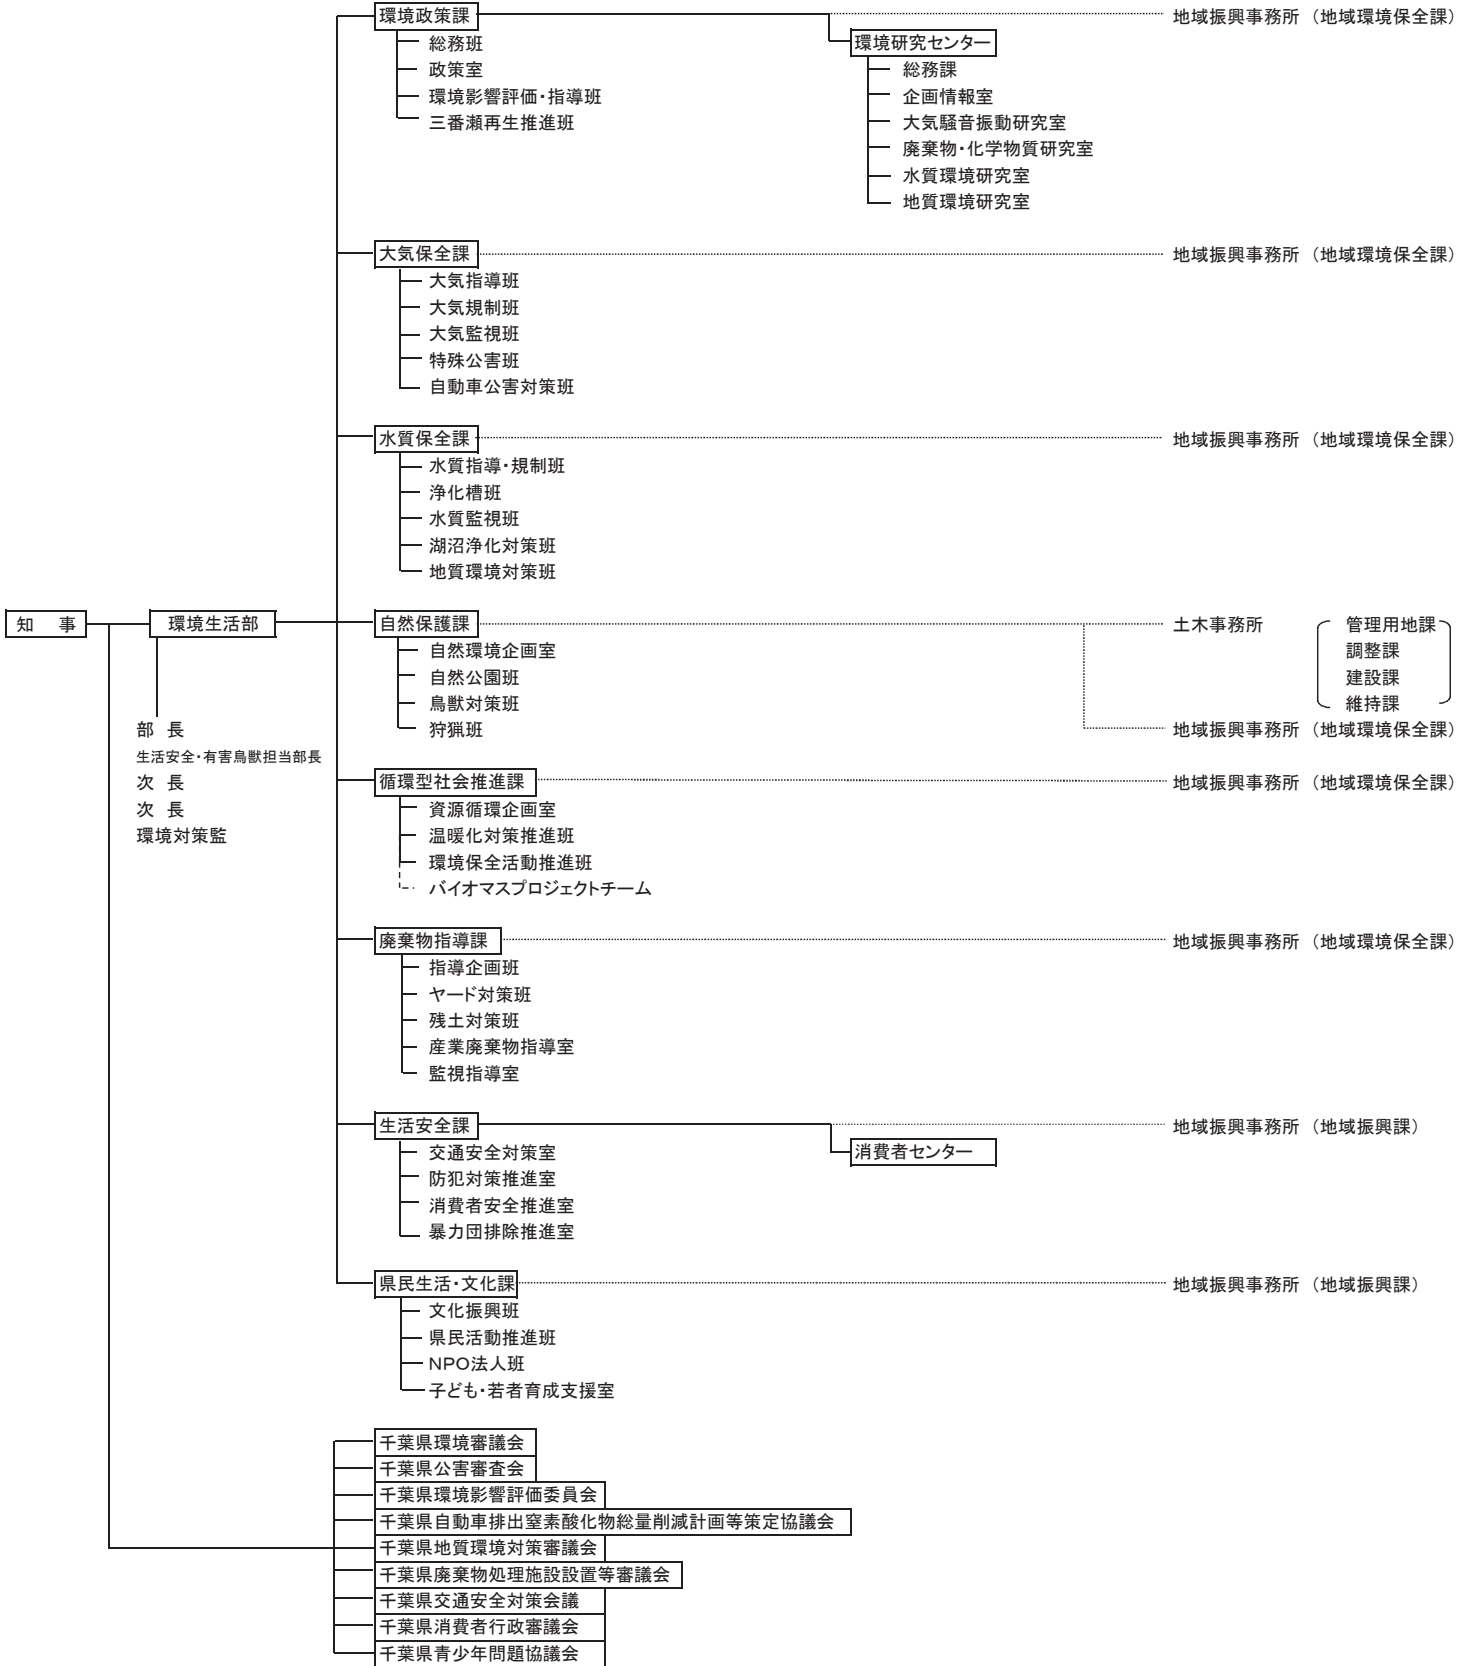 環境政策課
地域振興事務所（地域環境保全課）
総務班
政策室
環境影響評価・指導班
三番瀬再生推進班
環境研究センター
総務課
企画情報室
大気騒音振動研究室
廃棄物・化学物質研究室
水質環境研究室
地質環境研究室
大気保全課
地域振興事務所（地域環境保全課）
大気指導班
大気規制班
大気監視班
特殊公害班
自動車公害対策班
水質保全課
地域振興事務所（地域環境保全課）
水質指導・規制班
浄化槽班
水質監視班
湖沼浄化対策班
地質環境対策班
知　事
環境生活部
部 長
生活安全・有害鳥獣担当部長
次 長
次 長
環境対策監
自然保護課
自然環境企画室
自然公園班
鳥獣対策班
狩猟班
土木事務所
管理用地課
調整課
建設課
維持課
地域振興事務所（地域環境保全課）
循環型社会推進課
地域振興事務所（地域環境保全課）
資源循環企画室
温暖化対策推進班
環境保全活動推進班
バイオマスプロジェクトチーム
廃棄物指導課
地域振興事務所（地域環境保全課）
指導企画班
ヤード対策班
残土対策班
産業廃棄物指導室
監視指導室
生活安全課
地域振興事務所（地域振興課）
消費者センター
交通安全対策室
防犯対策推進室
消費者安全推進室
暴力団排除推進室
県民生活・文化課
地域振興事務所（地域振興課）
文化振興班
県民活動推進班
NPO法人班
子ども・若者育成支援室
千葉県環境審議会
千葉県公害審査会
千葉県環境影響評価委員会
千葉県自動車排出窒素酸化物総量削減計画等策定協議会
千葉県地質環境対策審議会
千葉県廃棄物処理施設設置等審議会
千葉県交通安全対策会議
千葉県消費者行政審議会
千葉県青少年問題協議会